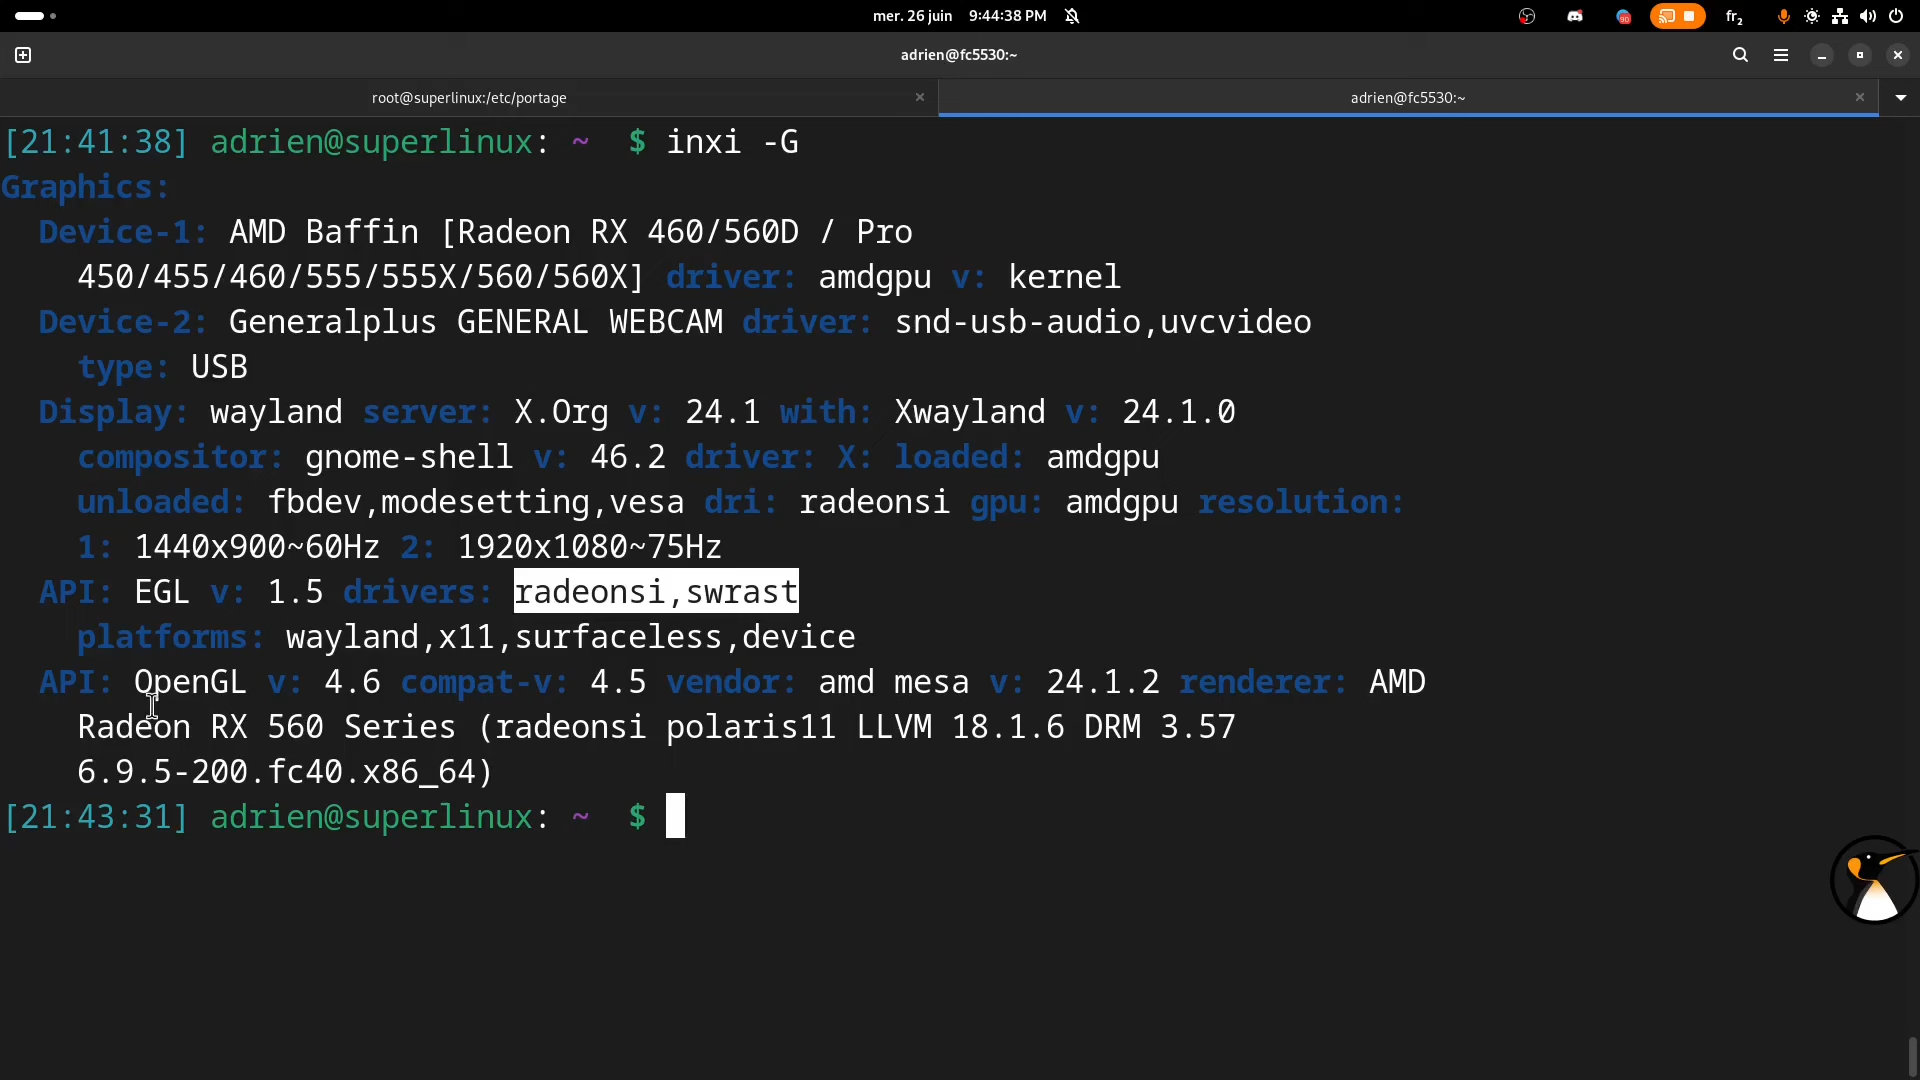 mer. 26 juin 9:44:38 PM
90
fr₂
adrien@fc5530:~
root@superlinux:/etc/portage
adrien@fc5530:~
[21:41:38] adrien@superlinux: ~ $ inxi -G
Graphics:
Device-1: AMD Baffin [Radeon RX 460/560D / Pro
450/455/460/555/555X/560/560X] driver: amdgpu v: kernel
Device-2: Generalplus GENERAL WEBCAM driver: snd-usb-audio,uvcvideo
type: USB
Display: wayland server: X.Org v: 24.1 with: Xwayland v: 24.1.0
compositor: gnome-shell v: 46.2 driver: X: loaded: amdgpu
unloaded: fbdev,modesetting,vesa dri: radeonsi gpu: amdgpu resolution:
1: 1440x900~60Hz 2: 1920x1080~75Hz
API: EGL v: 1.5 drivers: radeonsi,swrast
platforms: wayland,x11,surfaceless,device
API: OpenGL v: 4.6 compat-v: 4.5 vendor: amd mesa v: 24.1.2 renderer: AMD
Radeon RX 560 Series (radeonsi polaris11 LLVM 18.1.6 DRM 3.57
6.9.5-200.fc40.x86_64)
[21:43:31] adrien@superlinux: ~ $